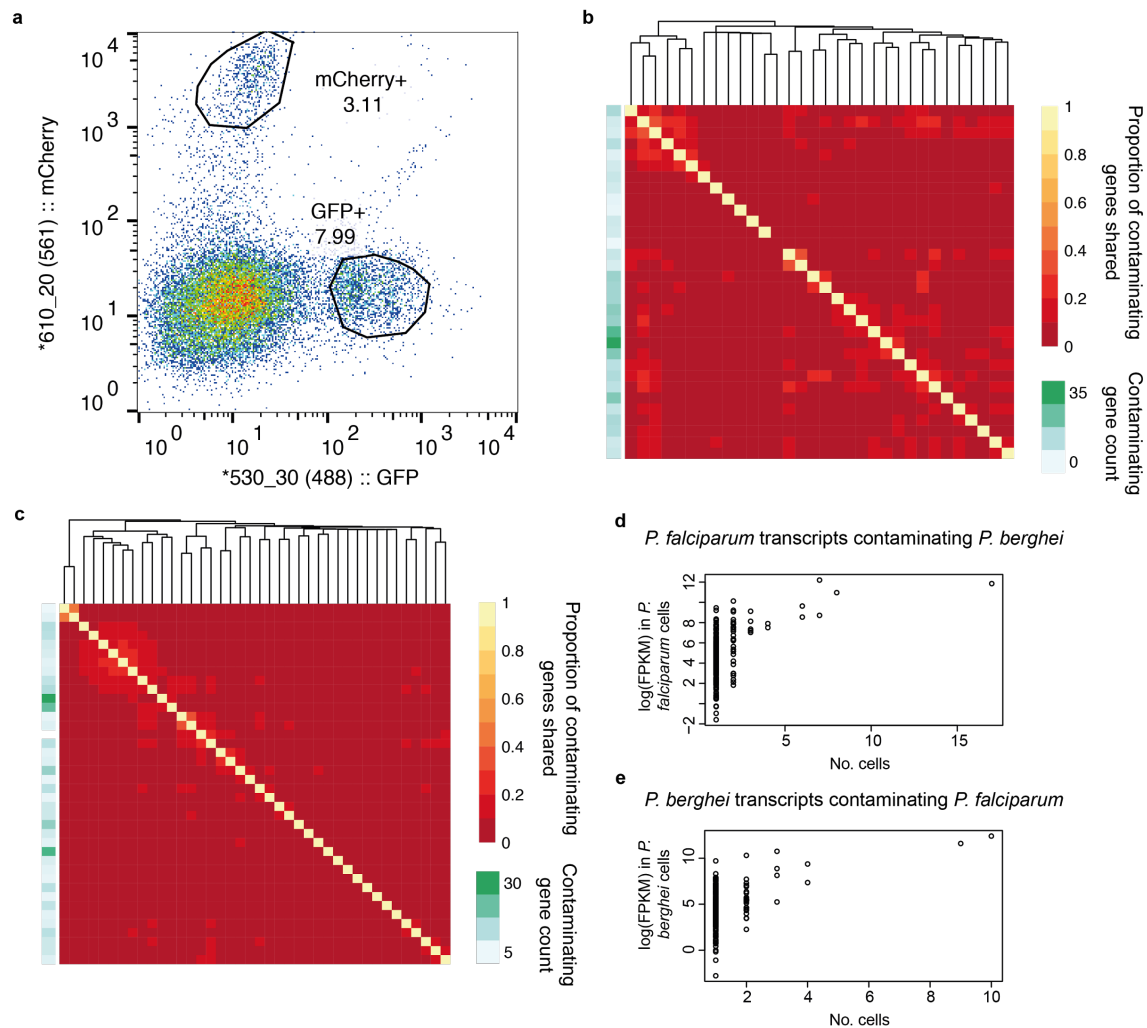 a
*610_20 (561) :: mCherry
10^4
10^3
10^2
10^1
10^0
mCherry+
3.11
GFP+
7.99
10^0 10^1 10^2 10^3 10^4
*530_30 (488) :: GFP
b
1
0.8
0.6
0.4
0.2
0
Proportion of contaminating
genes shared
35
0
Contaminating
gene count
c
1
0.8
0.6
0.4
0.2
0
Proportion of contaminating
genes shared
30
5
Contaminating
gene count
d
P. falciparum transcripts contaminating P. berghei
log(FPKM) in P.
falciparum cells
12
8
6
4
2
−2
5 10 15
No. cells
e
P. berghei transcripts contaminating P. falciparum
log(FPKM) in P.
berghei cells
10
5
0
2 4 6 8 10
No. cells